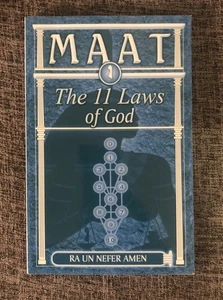 MAAT
The 11 Laws
of God
RA UN NEFER AMEN